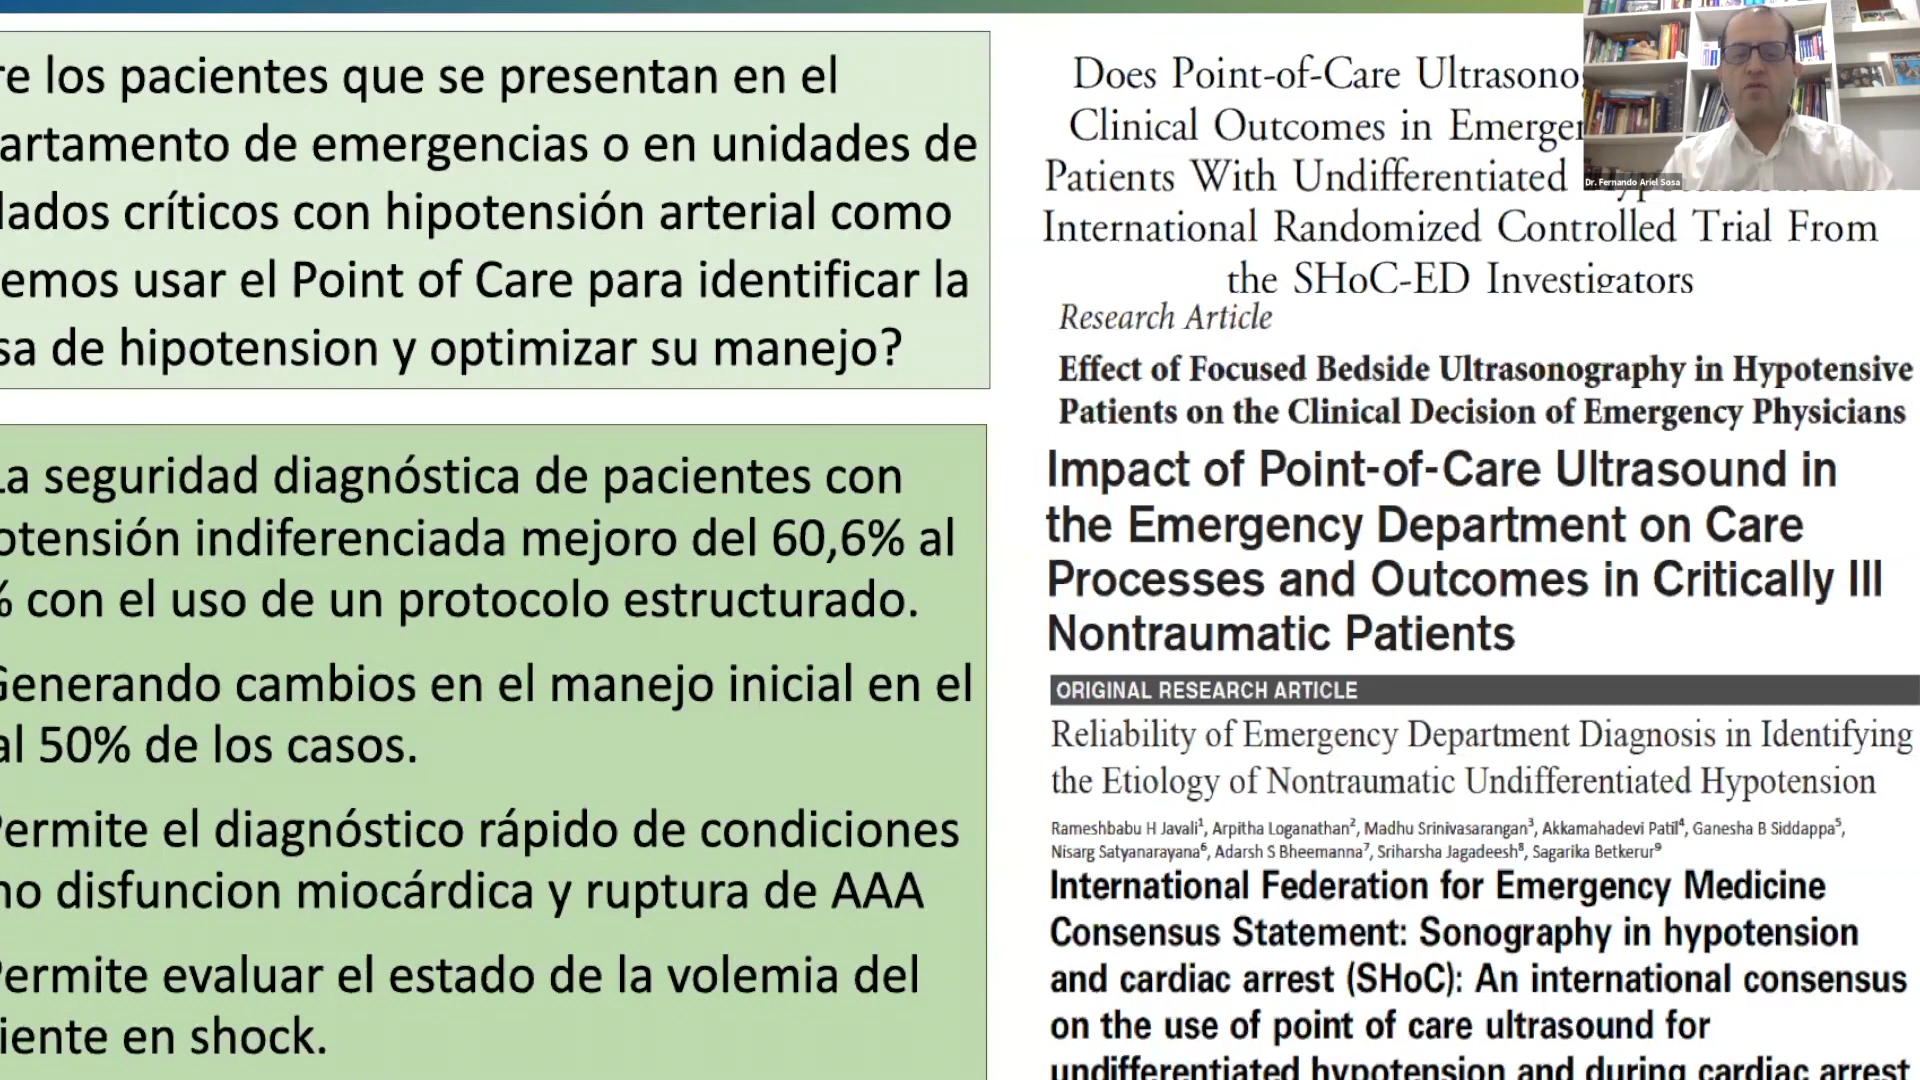 re los pacientes que se presentan en el
artamento de emergencias o en unidades de
lados críticos con hipotensión arterial como
emos usar el Point of Care para identificar la
sa de hipotension y optimizar su manejo?
La seguridad diagnóstica de pacientes con
otensión indiferenciada mejoro del 60,6% al
% con el uso de un protocolo estructurado.
Generando cambios en el manejo inicial en el
al 50% de los casos.
Permite el diagnóstico rápido de condiciones
mo disfuncion miocárdica y ruptura de AAA
Permite evaluar el estado de la volemia del
iente en shock.
Does Point-of-Care Ultrasono
Clinical Outcomes in Emerger
Patients With Undifferentiated
International Randomized Controlled Trial From
the SHoC-ED Investigators
Research Article
Effect of Focused Bedside Ultrasonography in Hypotensive
Patients on the Clinical Decision of Emergency Physicians
Impact of Point-of-Care Ultrasound in
the Emergency Department on Care
Processes and Outcomes in Critically Ill
Nontraumatic Patients
ORIGINAL RESEARCH ARTICLE
Reliability of Emergency Department Diagnosis in Identifying
the Etiology of Nontraumatic Undifferentiated Hypotension
Rameshbabu H Javali¹, Arpitha Loganathan², Madhu Srinivasarangan³, Akkamahadevi Patil⁴, Ganesha B Siddappa⁵,
Nisarg Satyanarayana⁶, Adarsh S Bheemanna⁷, Sriharsha Jagadeesh⁸, Sagarika Betkerur⁹
International Federation for Emergency Medicine
Consensus Statement: Sonography in hypotension
and cardiac arrest (SHoC): An international consensus
on the use of point of care ultrasound for
undifferentiated hypotension and during cardiac arrest
Dr. Fernando Ariel Sosa